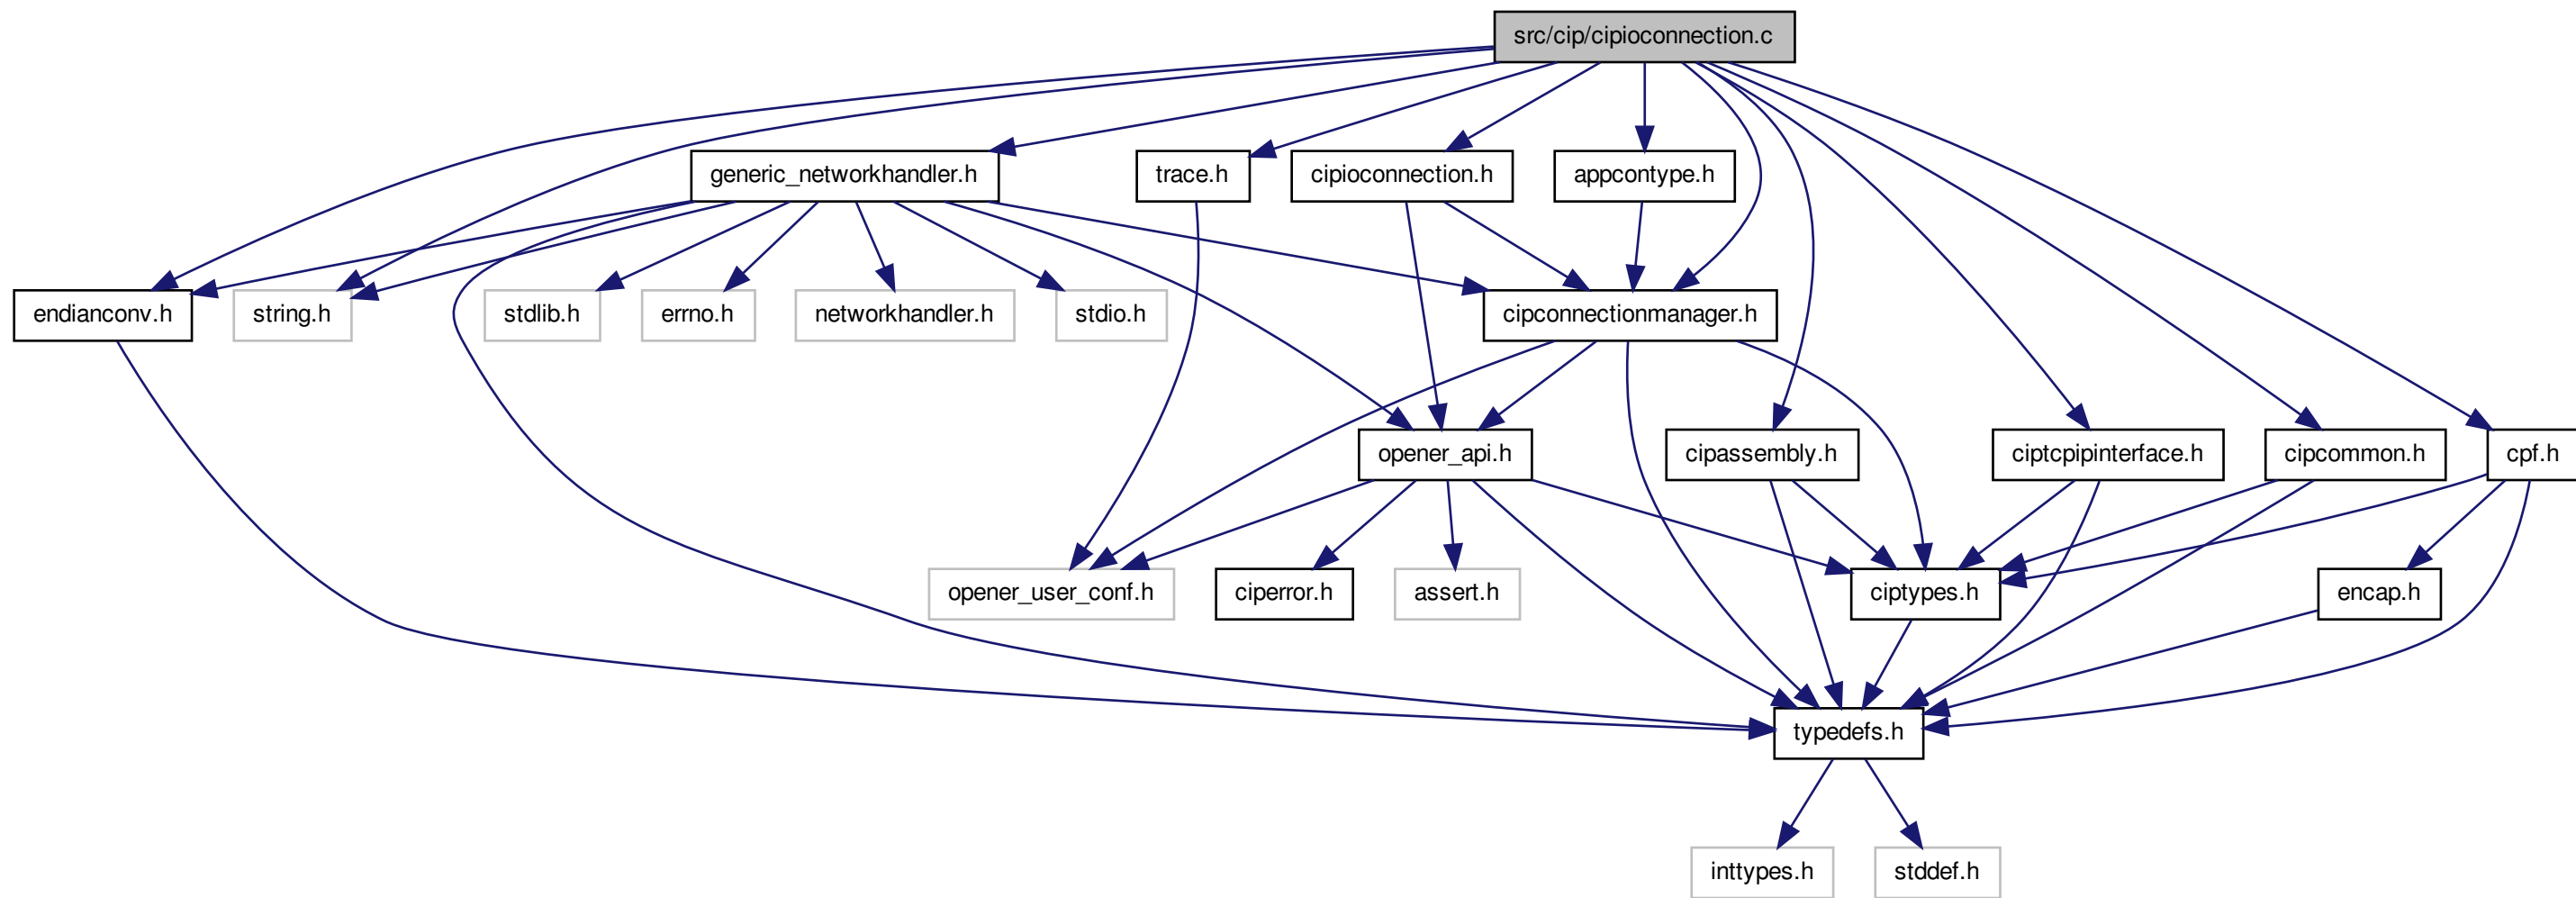 src/cip/cipioconnection.c
generic_networkhandler.h
trace.h
cipioconnection.h
appcontype.h
endianconv.h
string.h
stdlib.h
errno.h
networkhandler.h
stdio.h
cipconnectionmanager.h
opener_api.h
cipassembly.h
ciptcpipinterface.h
cipcommon.h
cpf.h
opener_user_conf.h
ciperror.h
assert.h
ciptypes.h
encap.h
typedefs.h
inttypes.h
stddef.h